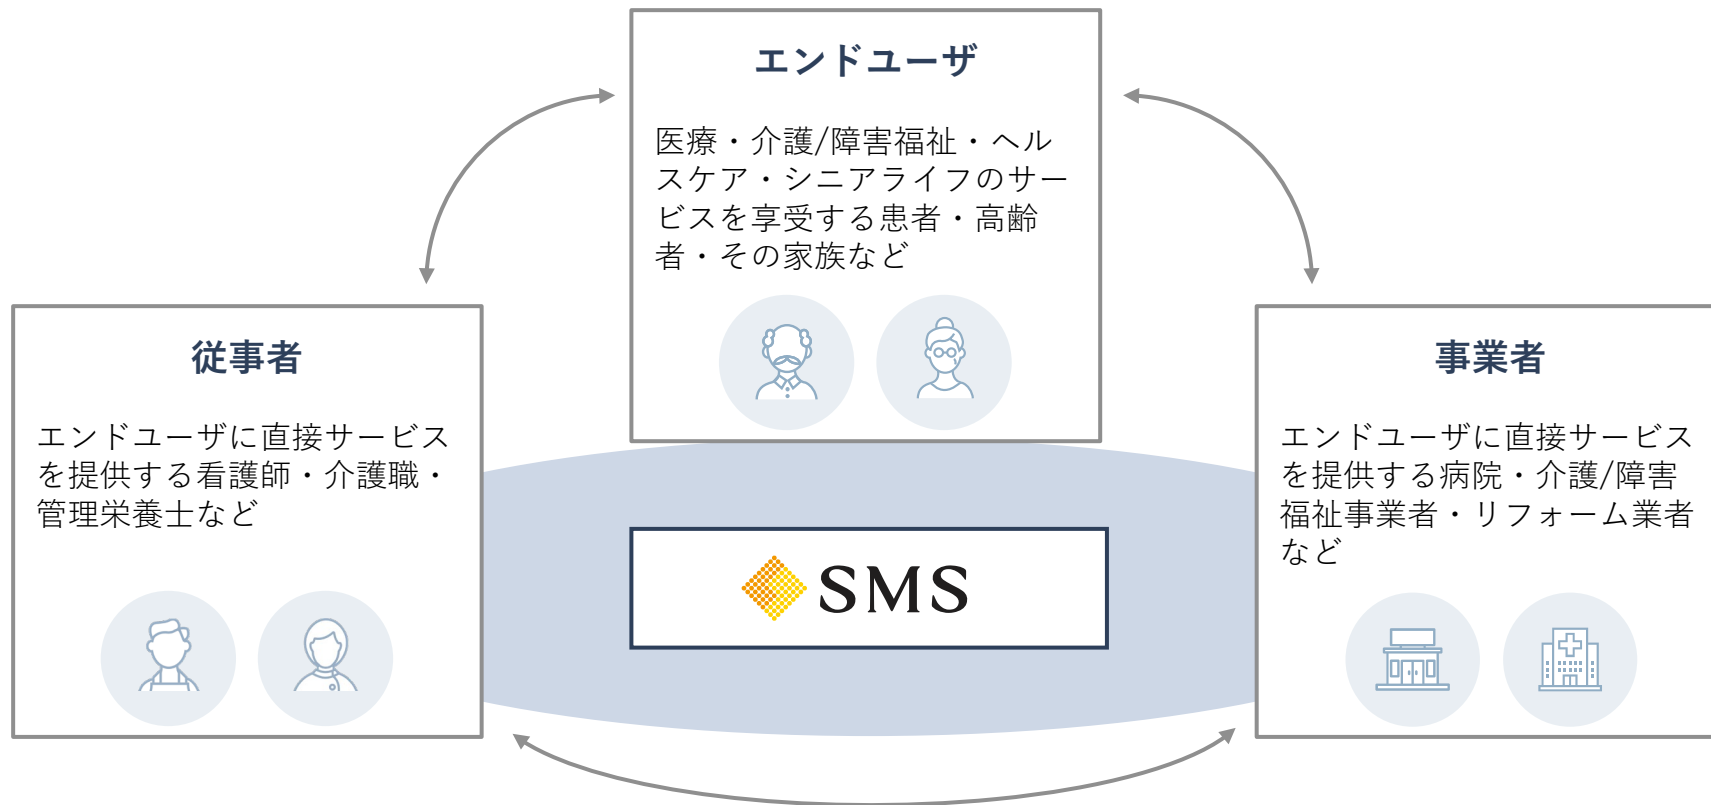 エンドユーザ
医療・介護/障害福祉・ヘル
スケア・シニアライフのサー
ビスを享受する患者・高齢
者・その家族など
従事者
エンドユーザに直接サービス
を提供する看護師・介護職・
管理栄養士など
事業者
エンドユーザに直接サービス
を提供する病院・介護/障害
福祉事業者・リフォーム業者
など
SMS